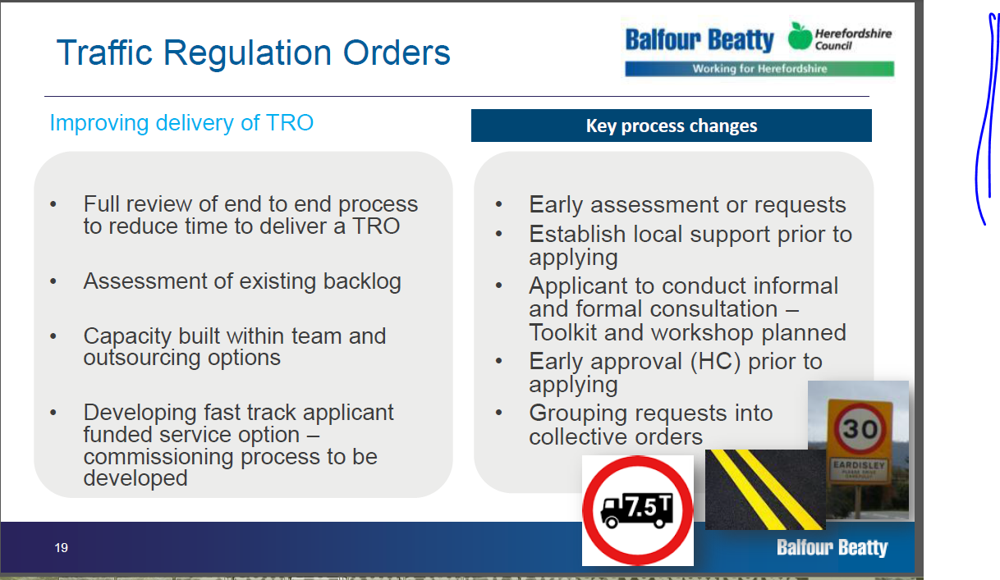 Traffic Regulation Orders
Balfour Beatty
Herefordshire
Council
Working for Herefordshire
Improving delivery of TRO
• Full review of end to end process
to reduce time to deliver a TRO
• Assessment of existing backlog
• Capacity built within team and
outsourcing options
• Developing fast track applicant
funded service option –
commissioning process to be
developed
Key process changes
• Early assessment or requests
• Establish local support prior to
applying
• Applicant to conduct informal
and formal consultation –
Toolkit and workshop planned
• Early approval (HC) prior to
applying
• Grouping requests into
collective orders
30
EARDISLEY
PLEASE DRIVE
CAREFULLY
7.5T
19
Balfour Beatty